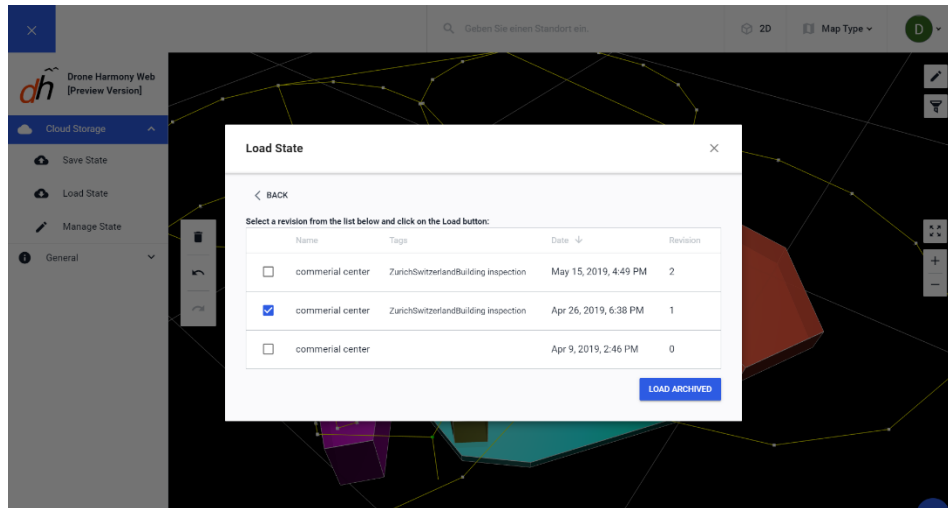 Geben Sie einen Standort ein.
2D
Map Type
D
dh
Drone Harmony Web
[Preview Version]
Cloud Storage
Save State
Load State
Manage State
General
Load State
BACK
Select a revision from the list below and click on the Load button:
Name Tags Date Revision
commerial center ZurichSwitzerlandBuilding inspection May 15, 2019, 4:49 PM 2
commerial center ZurichSwitzerlandBuilding inspection Apr 26, 2019, 6:38 PM 1
commerial center Apr 9, 2019, 2:46 PM 0
LOAD ARCHIVED